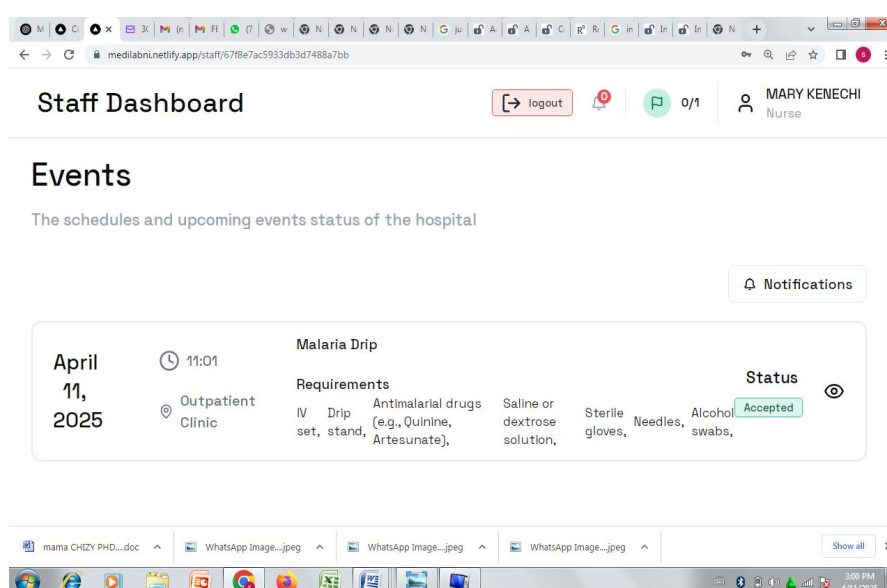 medilabni.netlify.app/staff/67f8e7ac5933db3d7488a7bb
Staff Dashboard
logout
0
0/1
MARY KENECHI
Nurse
Events
The schedules and upcoming events status of the hospital
Notifications
April
11,
2025
11:01
Outpatient
Clinic
Malaria Drip
Requirements
IV
set,
Drip
stand,
Antimalarial drugs
(e.g., Quinine,
Artesunate),
Saline or
dextrose
solution,
Sterile
gloves,
Needles,
Alcohol
swabs,
Status
Accepted
mama CHIZY PHD....doc
WhatsApp Image....jpeg
WhatsApp Image....jpeg
WhatsApp Image....jpeg
Show all
3:00 PM